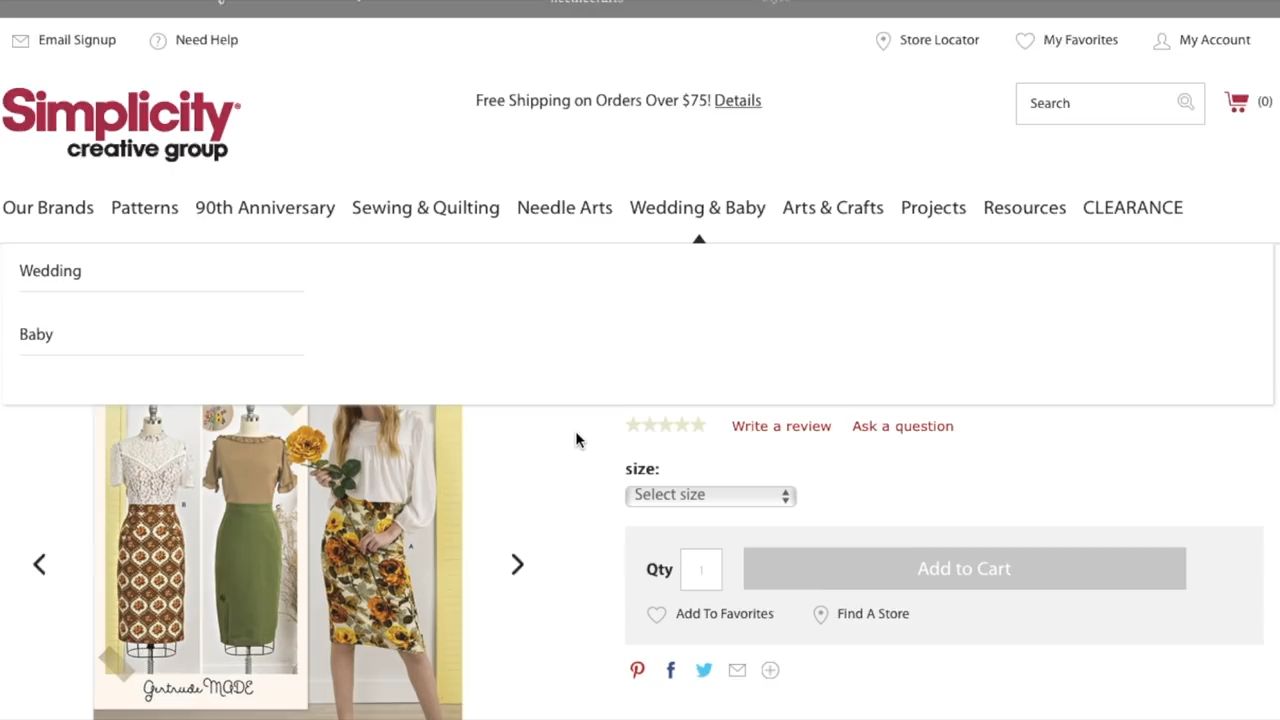 Email Signup
Need Help
Store Locator
My Favorites
My Account
Simplicity
creative group
Free Shipping on Orders Over $75! Details
Search
(0)
Our Brands Patterns 90th Anniversary Sewing & Quilting Needle Arts Wedding & Baby Arts & Crafts Projects Resources CLEARANCE
Wedding
Baby
B
A
Gertrude MADE
Write a review
Ask a question
size:
Select size
Qty
1
Add to Cart
Add To Favorites
Find A Store